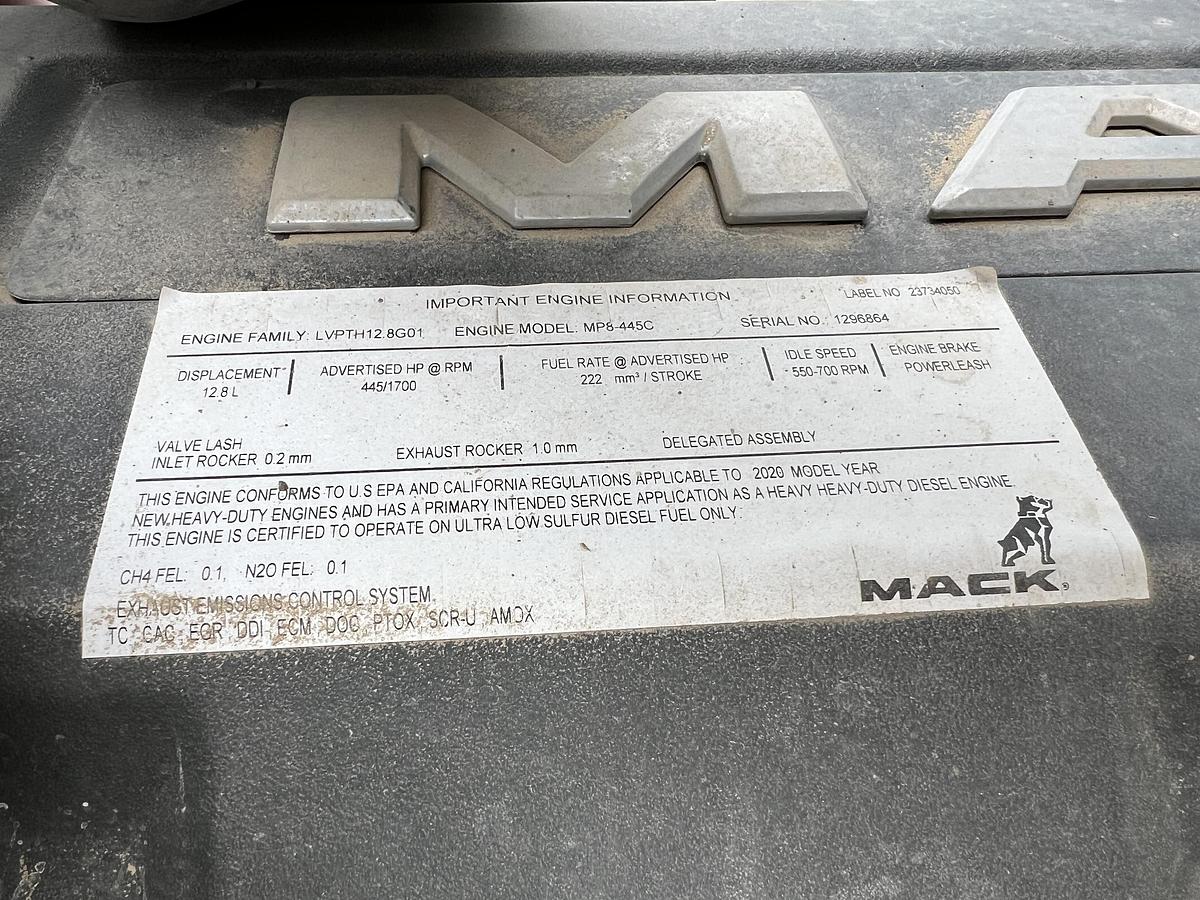 MA
IMPORTANT ENGINE INFORMATION LABEL NO. 23734050
ENGINE FAMILY: LVPTH12.8G01 ENGINE MODEL: MP8-445C SERIAL NO. 1296864
DISPLACEMENT ADVERTISED HP @ RPM FUEL RATE @ ADVERTISED HP IDLE SPEED ENGINE BRAKE
12.8 L 445/1700 222 mm³ / STROKE 550-700 RPM POWERLEASH
VALVE LASH
INLET ROCKER 0.2 mm EXHAUST ROCKER 1.0 mm DELEGATED ASSEMBLY
THIS ENGINE CONFORMS TO U.S EPA AND CALIFORNIA REGULATIONS APPLICABLE TO 2020 MODEL YEAR
NEW HEAVY-DUTY ENGINES AND HAS A PRIMARY INTENDED SERVICE APPLICATION AS A HEAVY HEAVY-DUTY DIESEL ENGINE.
THIS ENGINE IS CERTIFIED TO OPERATE ON ULTRA LOW SULFUR DIESEL FUEL ONLY.
CH4 FEL: 0.1, N2O FEL: 0.1
EXHAUST EMISSIONS CONTROL SYSTEM.
TC CAC EGR DDI ECM DOC PTOX SCR-U AMOX
MACK®